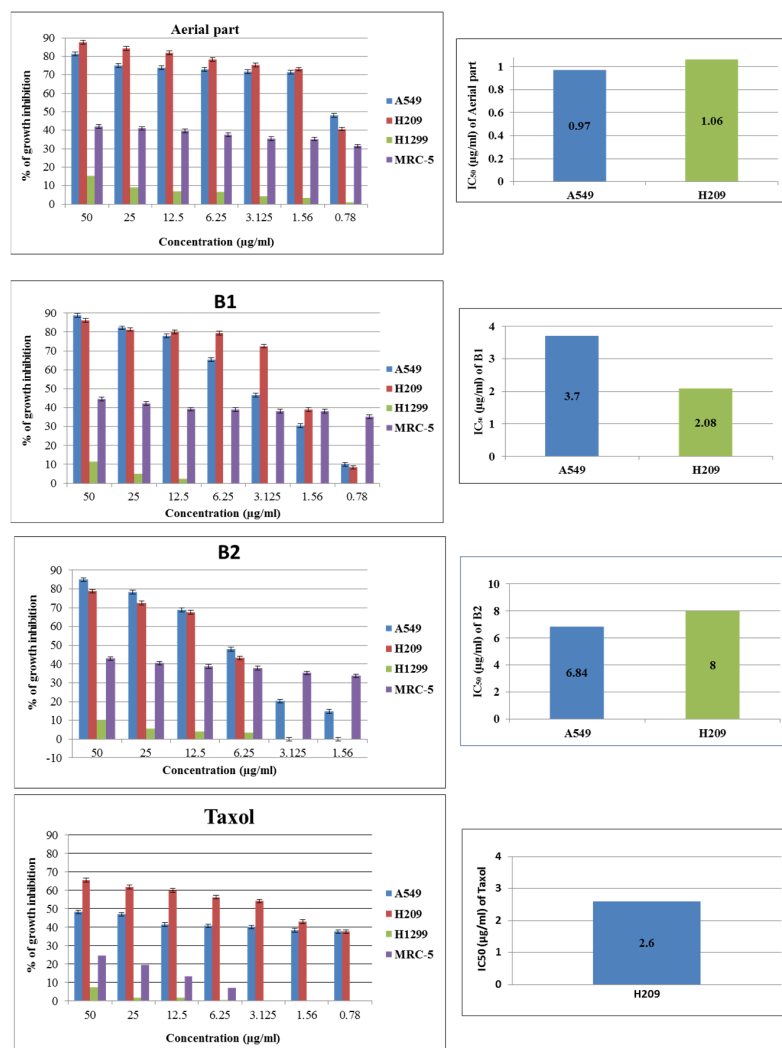 Aerial part
% of growth inhibition
90
80
70
60
50
40
30
20
10
0
50 25 12.5 6.25 3.125 1.56 0.78
Concentration (µg/ml)
A549
H209
H1299
MRC-5
IC₅₀ (µg/ml) of Aerial part
1
0.8
0.6
0.4
0.2
0
0.97
1.06
A549 H209
B1
% of growth inhibition
90
80
70
60
50
40
30
20
10
0
50 25 12.5 6.25 3.125 1.56 0.78
Concentration (µg/ml)
A549
H209
H1299
MRC-5
IC₅₀ (µg/ml) of B1
4
3
2
1
0
3.7
2.08
A549 H209
B2
% of growth inhibition
90
80
70
60
50
40
30
20
10
0
-10
50 25 12.5 6.25 3.125 1.56
Concentration (µg/ml)
A549
H209
H1299
MRC-5
IC₅₀ (µg/ml) of B2
10
8
6
4
2
0
6.84
8
A549 H209
Taxol
% of growth inhibition
90
80
70
60
50
40
30
20
10
0
50 25 12.5 6.25 3.125 1.56 0.78
Concentration (µg/ml)
A549
H209
H1299
MRC-5
IC50 (µg/ml) of Taxol
4
3
2
1
0
2.6
H209